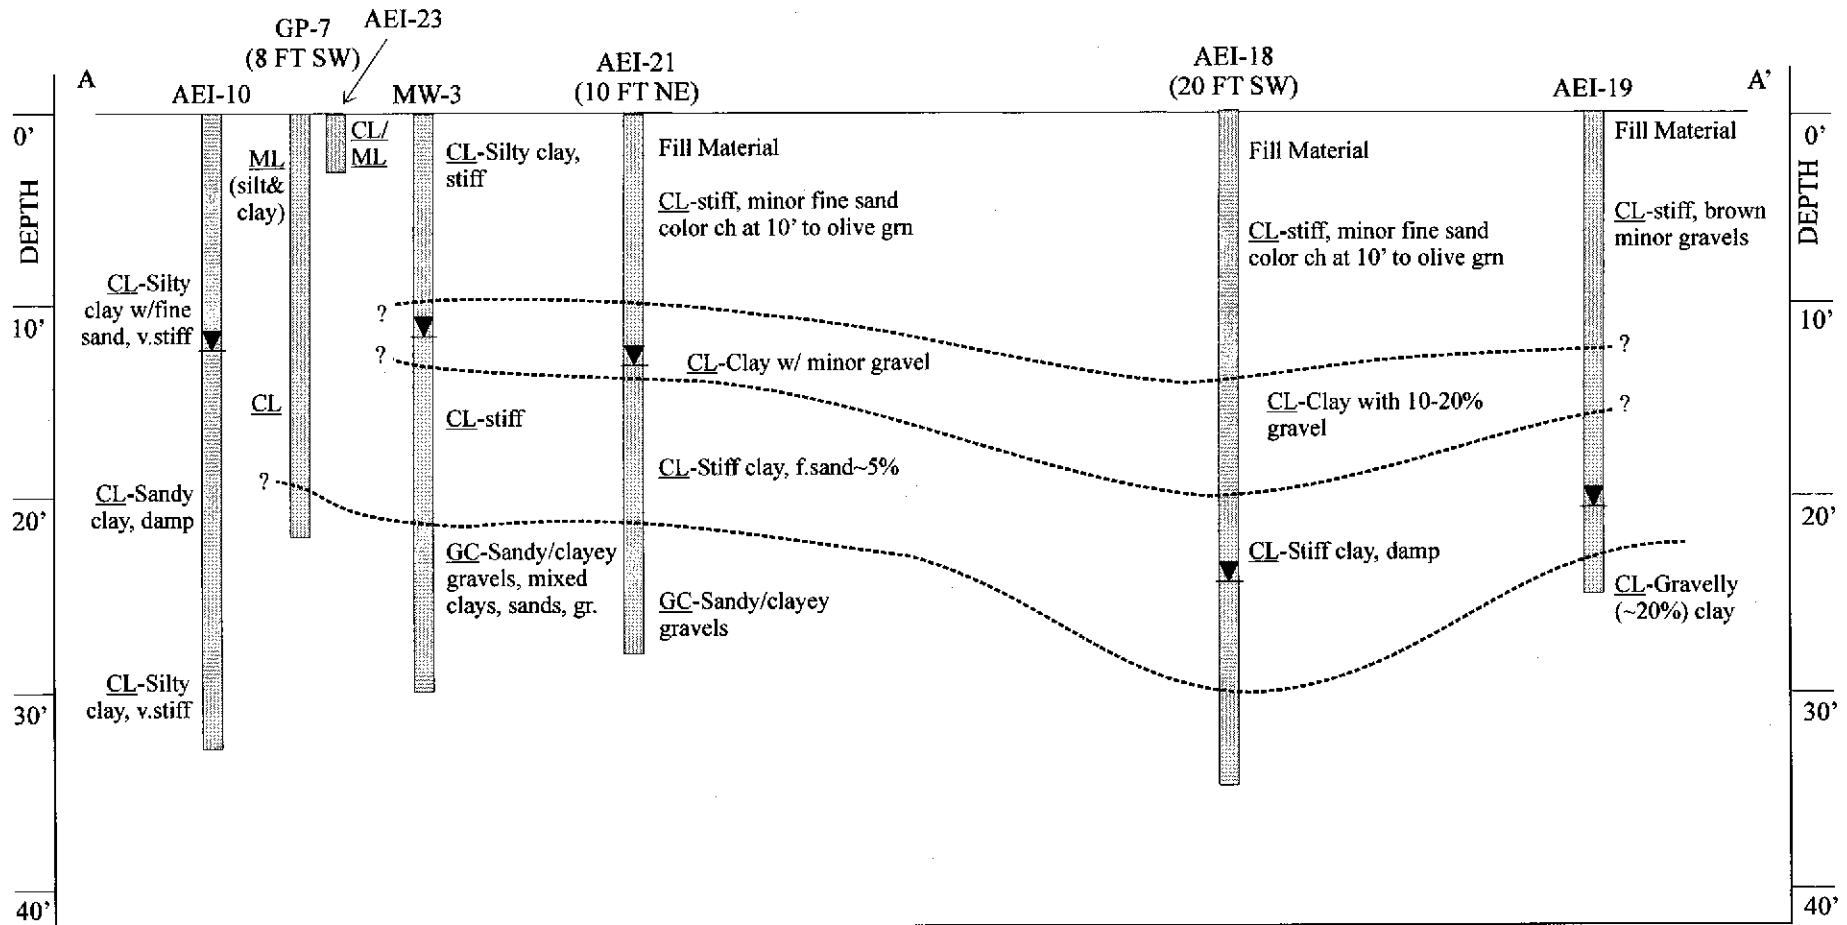 GP-7
(8 FT SW)
AEI-23
A
AEI-10
MW-3
AEI-21
(10 FT NE)
AEI-18
(20 FT SW)
AEI-19
A’
0’
10’
20’
30’
40’
DEPTH
CL-Silty
clay w/fine
sand, v.stiff
CL-Sandy
clay, damp
CL-Silty
clay, v.stiff
ML
(silt&
clay)
CL
?
CL/
ML
CL-Silty clay,
stiff
?
?
CL-stiff
GC-Sandy/clayey
gravels, mixed
clays, sands, gr.
Fill Material
CL-stiff, minor fine sand
color ch at 10’ to olive grn
CL-Clay w/ minor gravel
CL-Stiff clay, f.sand~5%
GC-Sandy/clayey
gravels
Fill Material
CL-stiff, minor fine sand
color ch at 10’ to olive grn
CL-Clay with 10-20%
gravel
CL-Stiff clay, damp
Fill Material
CL-stiff, brown
minor gravels
?
?
CL-Gravelly
(~20%) clay
0’
10’
20’
30’
40’
DEPTH